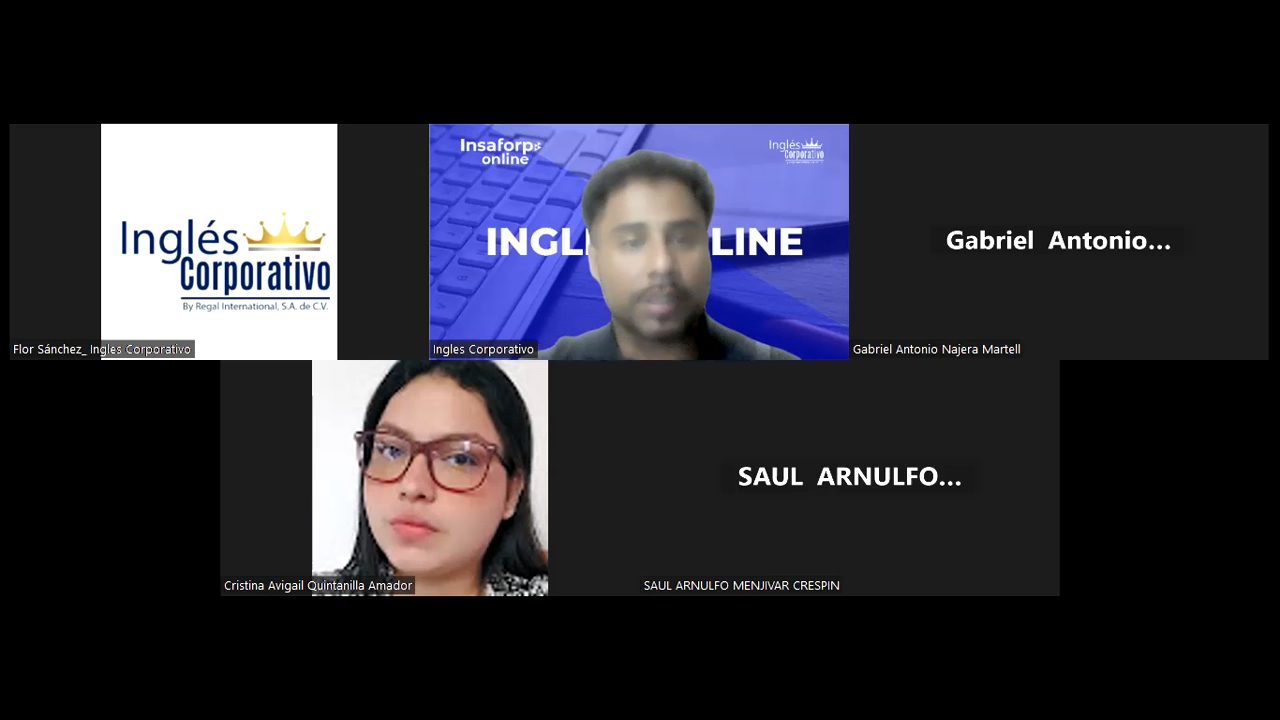 Inglés
Corporativo
By Regal International, S.A. de C.V.
Flor Sánchez_ Ingles Corporativo
Insaforp
online
Inglés
Corporativo
INGL LINE
Ingles Corporativo
Gabriel Antonio...
Gabriel Antonio Najera Martell
Cristina Avigail Quintanilla Amador
SAUL ARNULFO...
SAUL ARNULFO MENJIVAR CRESPIN